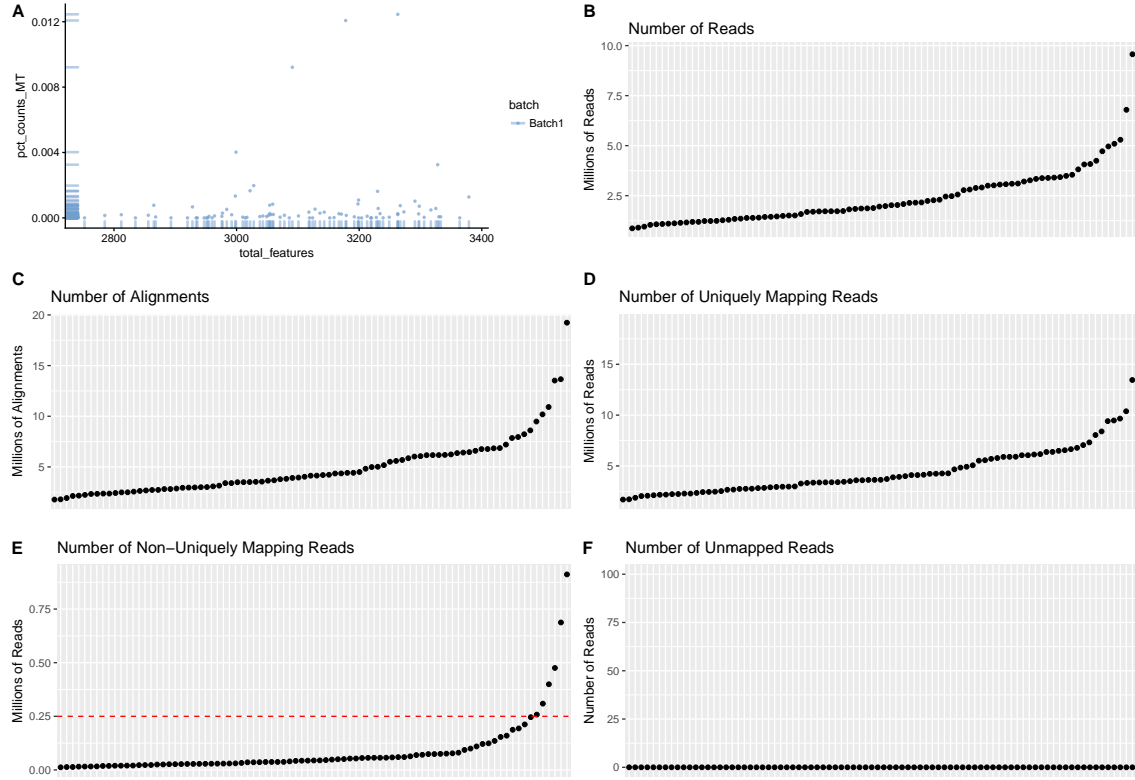 A
0.012
0.008
0.004
0.000
pct_counts_MT
2800 3000 3200 3400
total_features
batch
Batch1
B
Number of Reads
10.0
7.5
5.0
2.5
Millions of Reads
C
Number of Alignments
20
15
10
5
Millions of Alignments
D
Number of Uniquely Mapping Reads
15
10
5
Millions of Reads
E
Number of Non−Uniquely Mapping Reads
0.75
0.50
0.25
0.00
Millions of Reads
F
Number of Unmapped Reads
100
75
50
25
0
Number of Reads